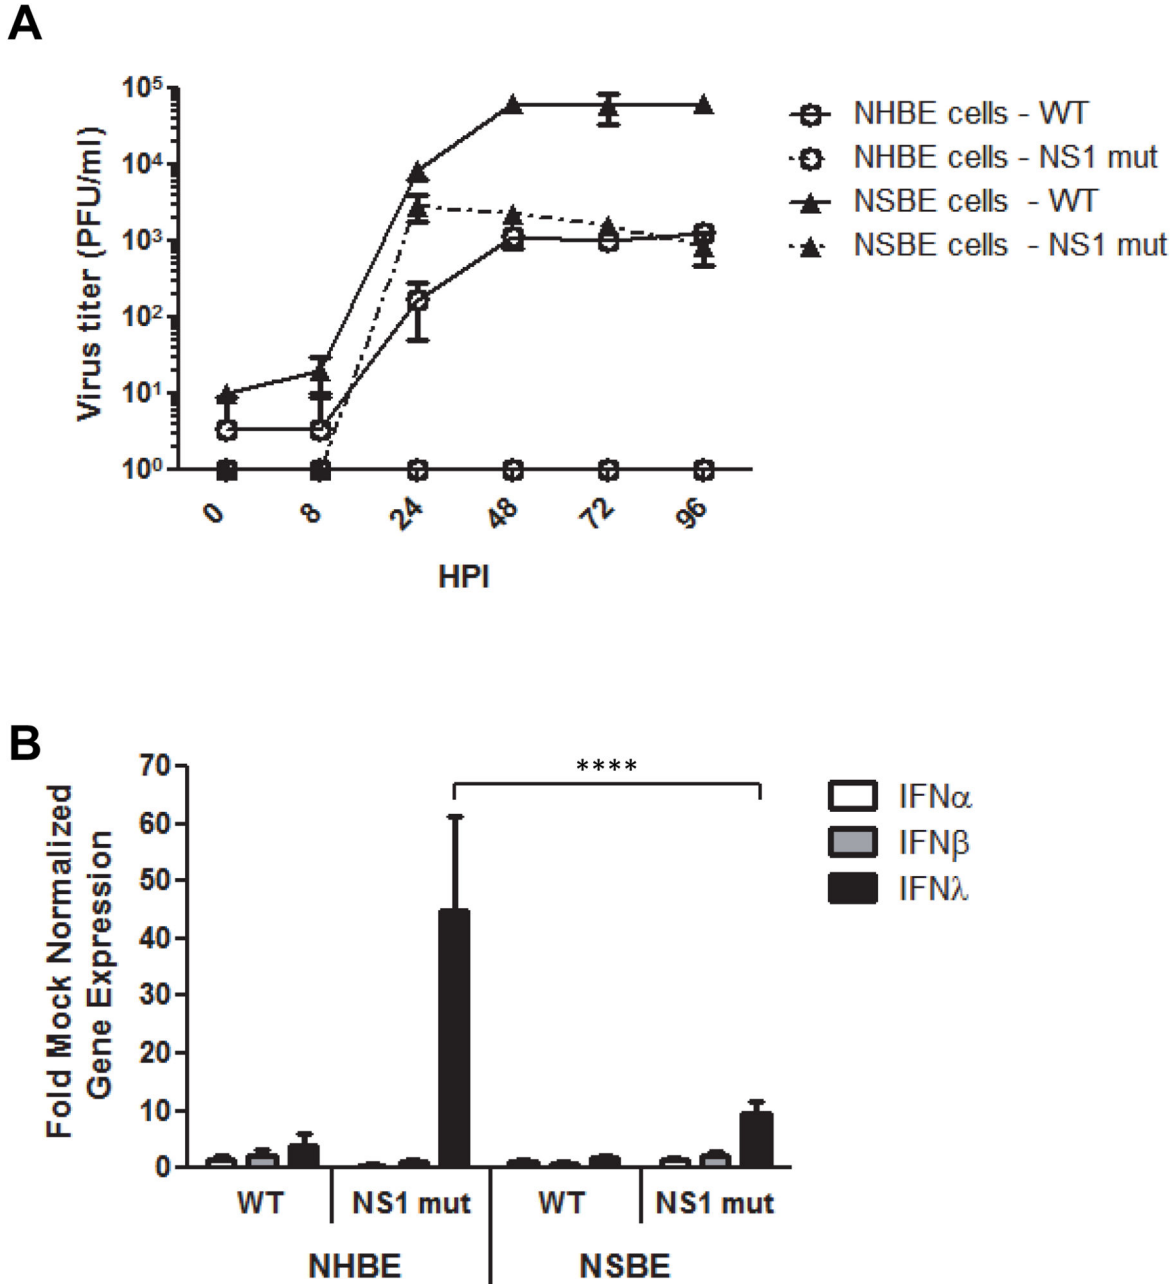 A
10⁵
10⁴
10³
10²
10¹
10⁰
Virus titer (PFU/ml)
0 8 24 48 72 96
HPI
NHBE cells - WT
NHBE cells - NS1 mut
NSBE cells - WT
NSBE cells - NS1 mut
B
70
60
50
40
30
20
10
0
Fold Mock Normalized
Gene Expression
****
IFNα
IFNβ
IFNλ
WT NS1 mut WT NS1 mut
NHBE NSBE